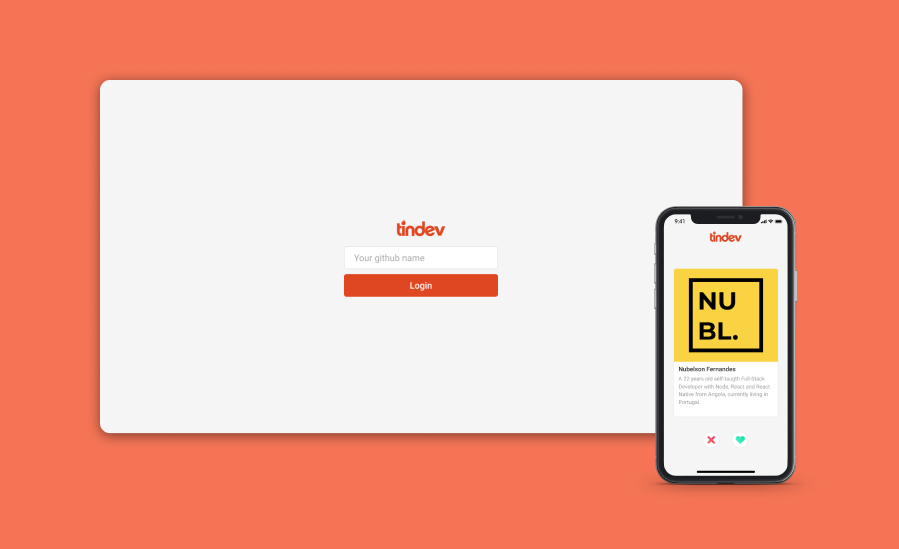 tindev
Your github name
Login
9:41
tindev
NU
BL.
Nubelson Fernandes
A 22 years old self-taugth Full-Stack
Developer with Node, React and React
Native from Angola, currently living in
Portugal.